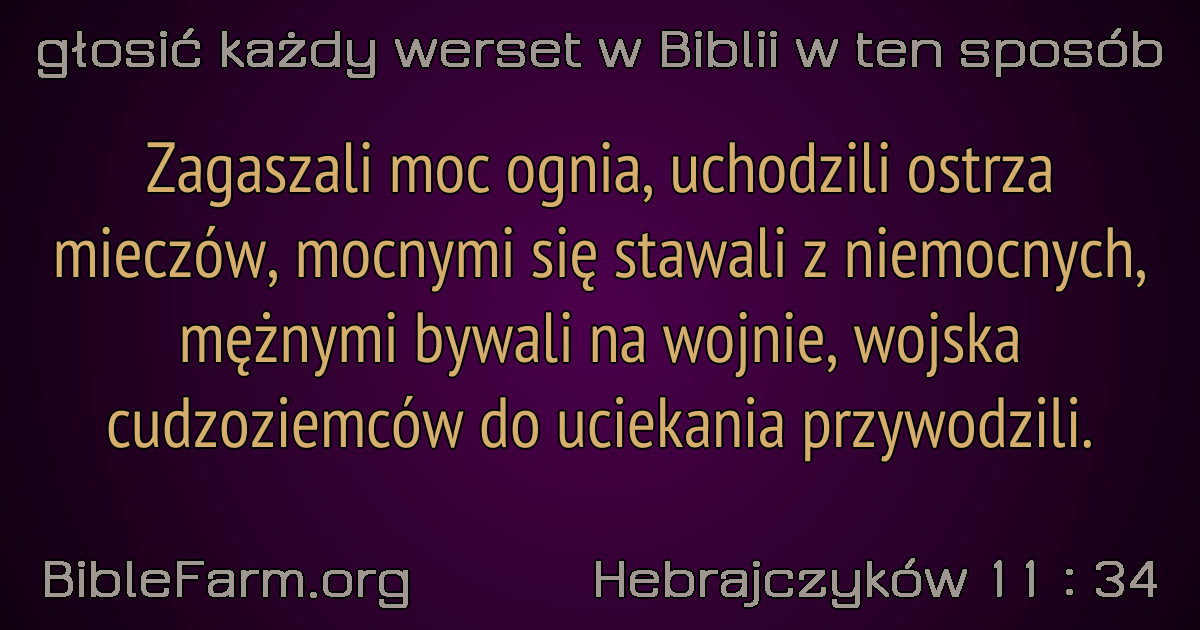 głosić każdy werset w Biblii w ten sposób
Zagaszali moc ognia, uchodzili ostrza
mieczów, mocnymi się stawali z niemocnych,
mężnymi bywali na wojnie, wojska
cudzoziemców do uciekania przywodzili.
BibleFarm.org
Hebrajczyków 11 : 34